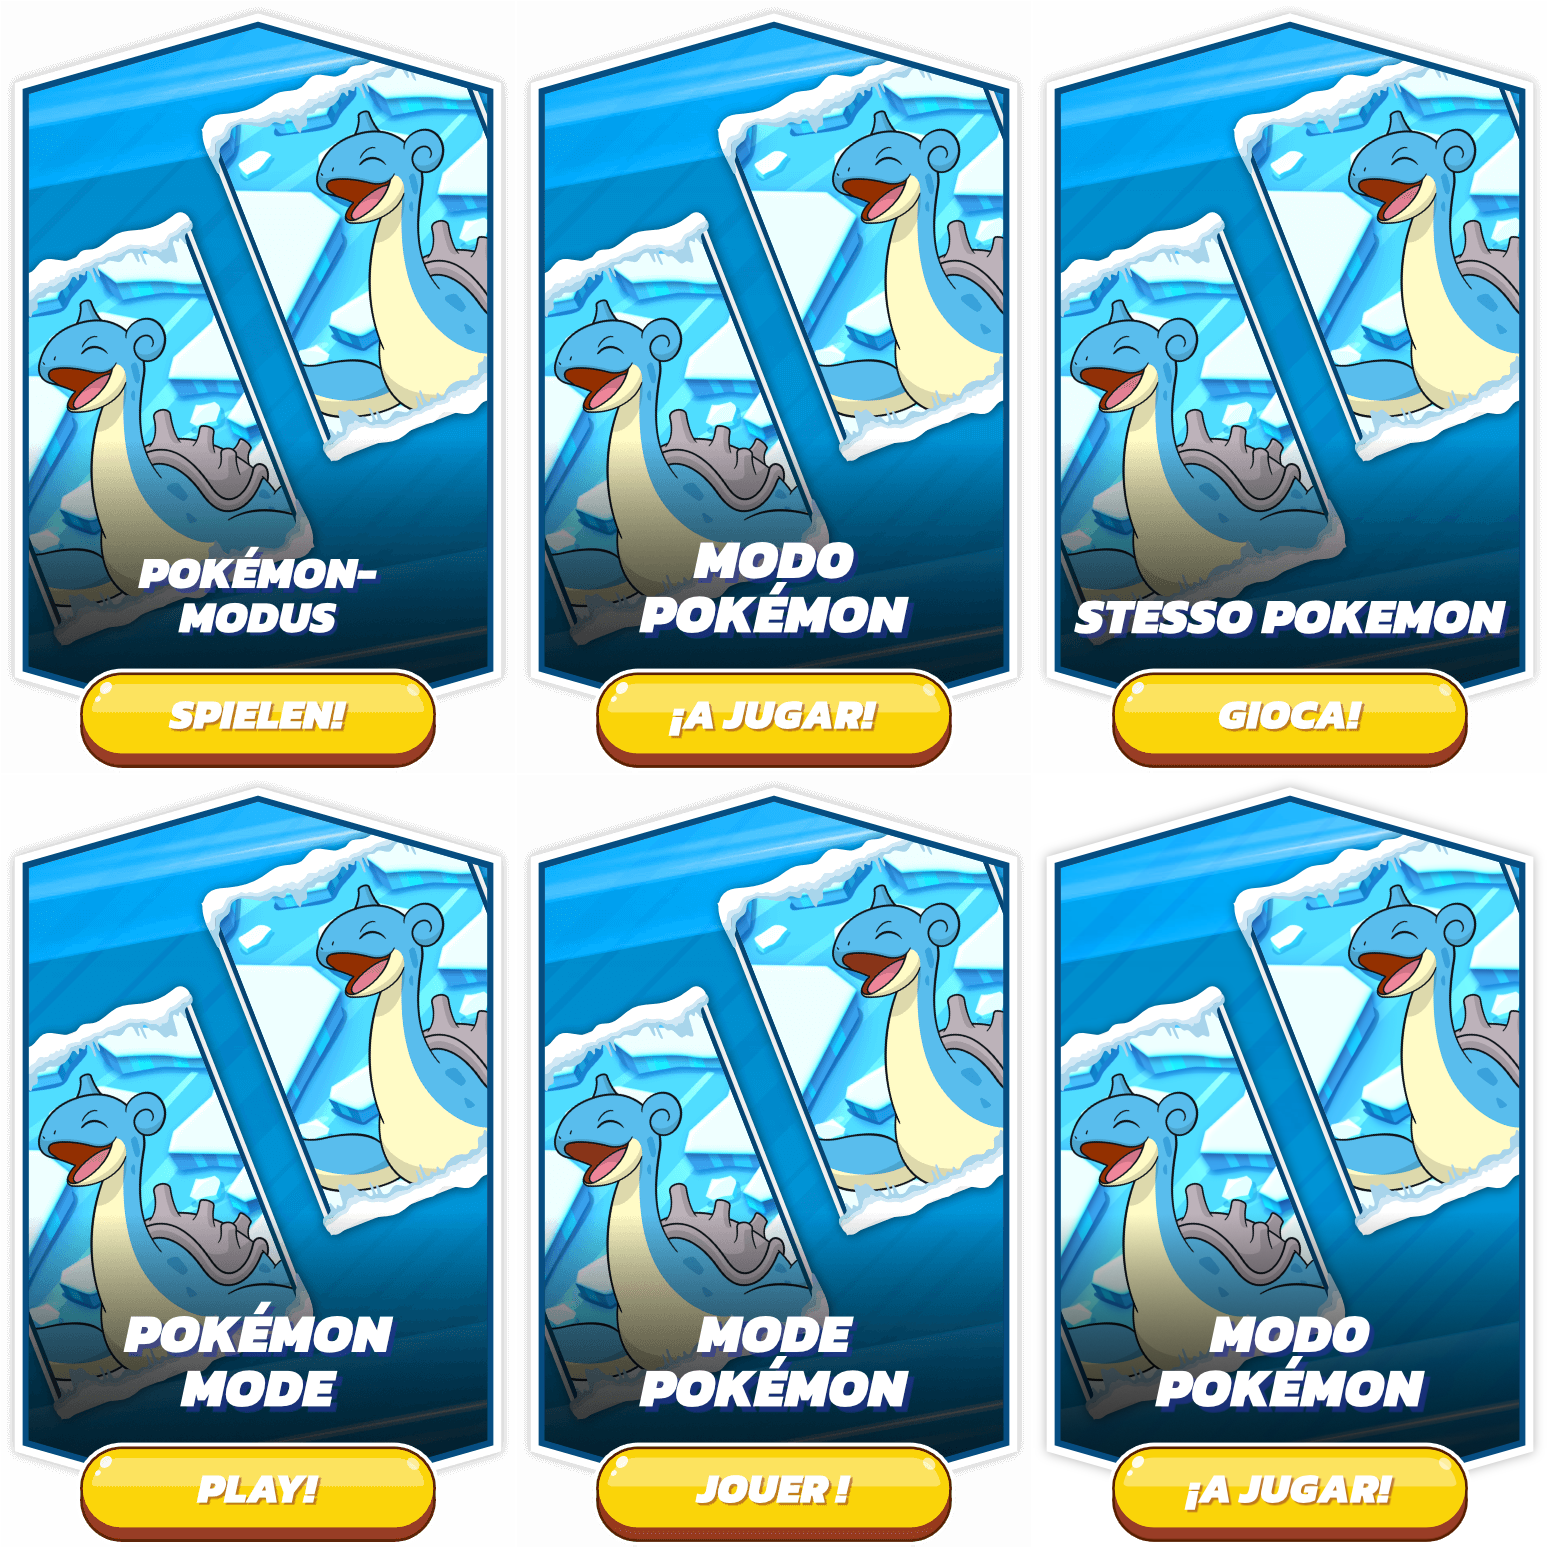 POKÉMON-
MODUS
SPIELEN!
MODO
POKÉMON
¡A JUGAR!
STESSO POKEMON
GIOCA!
POKÉMON
MODE
PLAY!
MODE
POKÉMON
JOUER !
MODO
POKÉMON
¡A JUGAR!